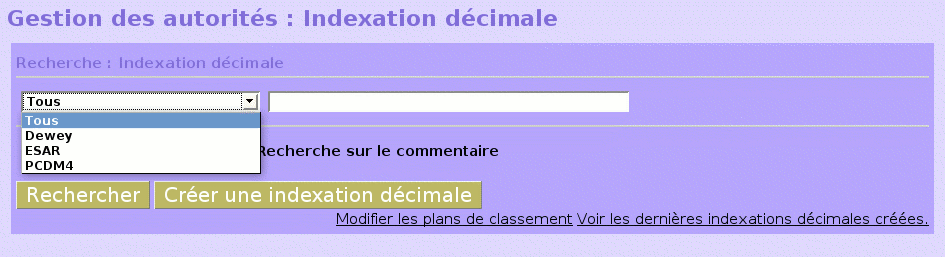 Gestion des autorités : Indexation décimale
Recherche : Indexation décimale
Tous
Tous
Dewey
ESAR
PCDM4
Recherche sur le commentaire
Rechercher Créer une indexation décimale
Modifier les plans de classement Voir les dernières indexations décimales créées.